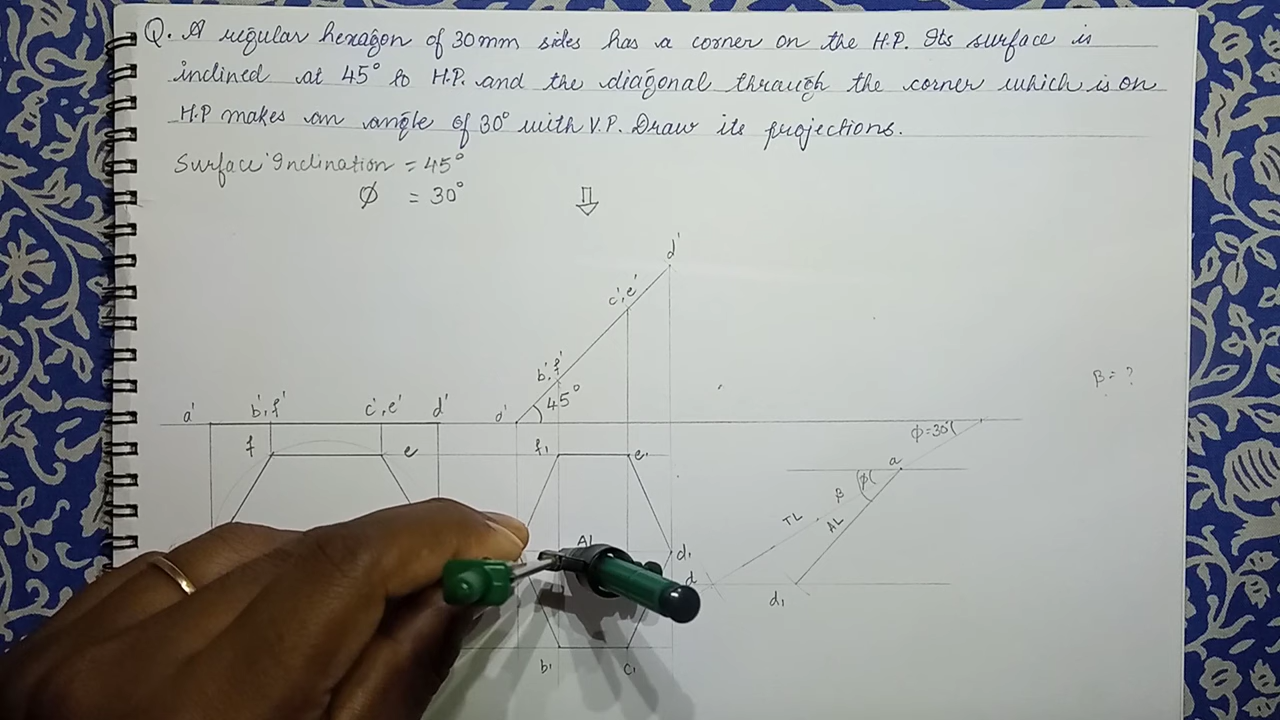 Q. A regular hexagon of 30mm sides has a corner on the H.P. Its surface is
inclined at 45° to H.P. and the diagonal through the corner which is on
H.P makes an angle of 30° with V.P. Draw its projections.
Surface Inclination = 45°
Ø = 30°
d'
c', e'
b', f'
45°
β = ?
a' b', f' c', e' d' a'
f e f₁ e₁
Ø=30°
a
Ø
β
TL
AL
AL
d₁
d
d₁
b₁ c₁